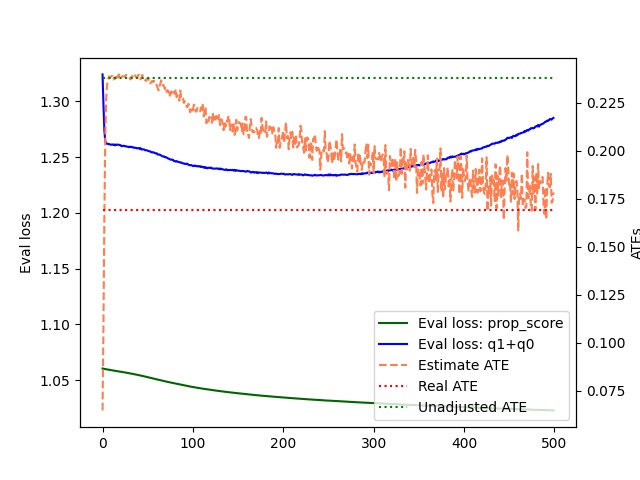 1.30
1.25
1.20
1.15
1.10
1.05
Eval loss
0
100
200
300
400
500
0.225
0.200
0.175
0.150
0.125
0.100
0.075
ATEs
Eval loss: prop_score
Eval loss: q1+q0
Estimate ATE
Real ATE
Unadjusted ATE